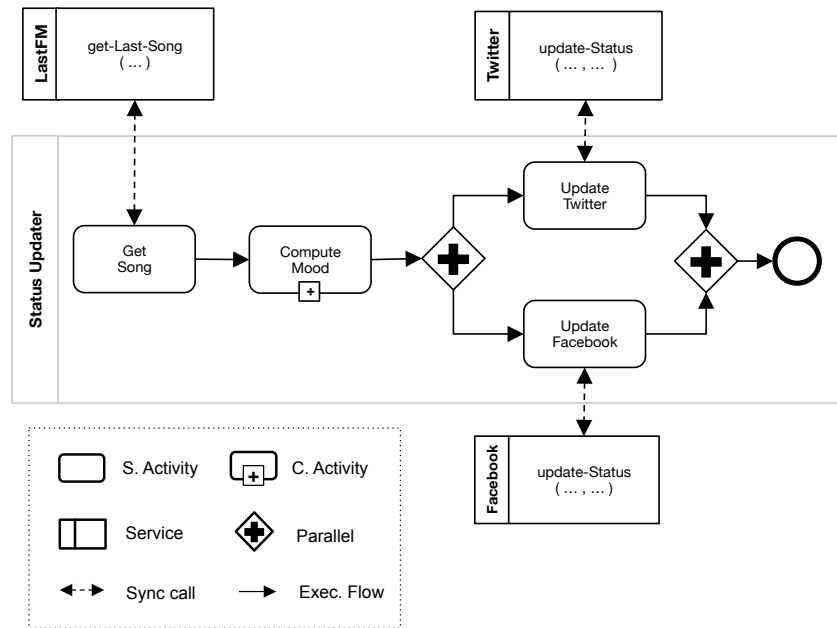 LastFM
get-Last-Song
( ... )
Twitter
update-Status
( ... , ... )
Status Updater
Get
Song
Compute
Mood
Update
Twitter
Update
Facebook
Facebook
update-Status
( ... , ... )
S. Activity
C. Activity
Service
Parallel
Sync call
Exec. Flow